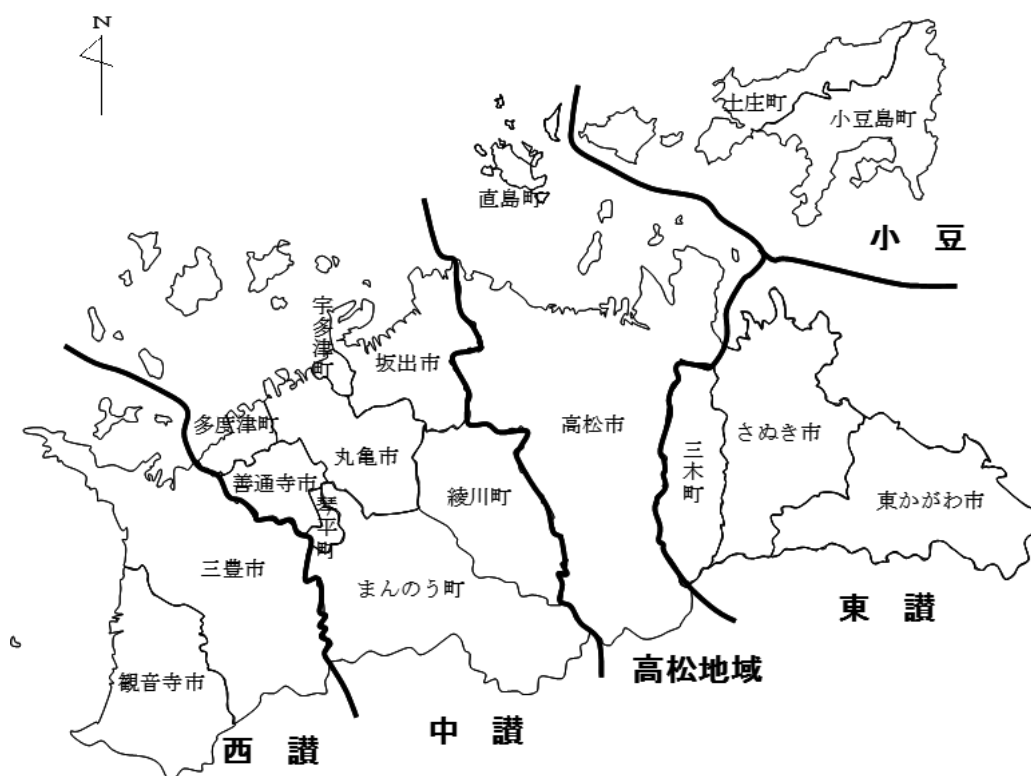 N
土庄町
小豆島町
直島町
小 豆
宇多津町
坂出市
多度津町
丸亀市
高松市
さぬき市
善通寺市
琴平町
綾川町
三木町
東かがわ市
三豊市
まんのう町
東 讃
観音寺市
高松地域
中 讃
西 讃